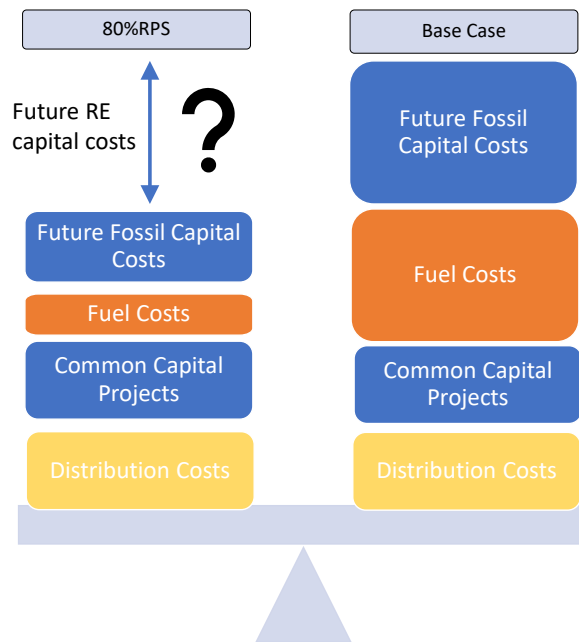 80%RPS
Future RE
capital costs
?
Future Fossil Capital
Costs
Fuel Costs
Common Capital
Projects
Distribution Costs
Base Case
Future Fossil
Capital Costs
Fuel Costs
Common Capital
Projects
Distribution Costs